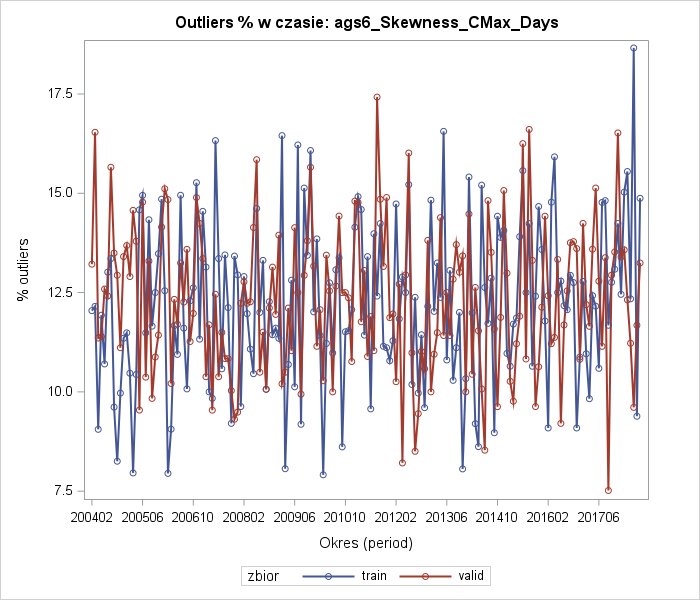 Outliers % w czasie: ags6_Skewness_CMax_Days
17.5
15.0
12.5
10.0
7.5
% outliers
200402 200506 200610 200802 200906 201010 201202 201306 201410 201602 201706
Okres (period)
zbior train valid